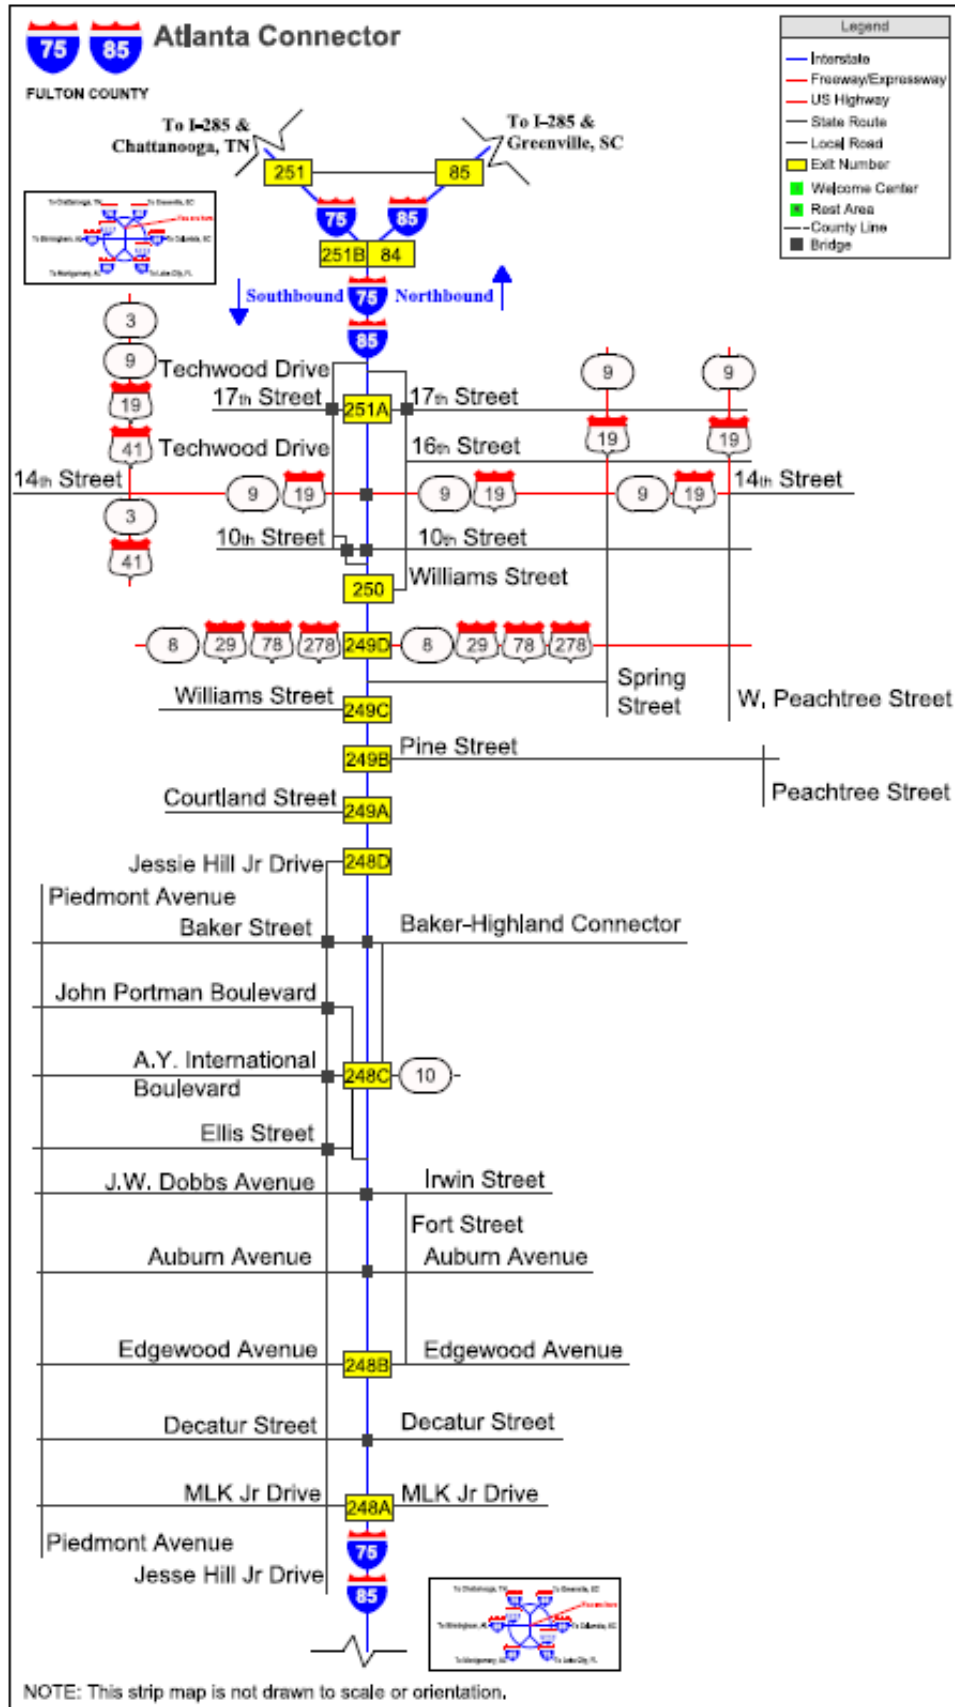 75 85 Atlanta Connector
FULTON COUNTY
Legend
Interstate
Freeway/Expressway
US Highway
State Route
Local Road
Exit Number
Welcome Center
Rest Area
County Line
Bridge
To I-285 &
Chattanooga, TN
To I-285 &
Greenville, SC
251
85
75
85
251B 84
Southbound 75 Northbound
85
3
9
19
41
Techwood Drive
17th Street 251A 17th Street
9
9
19
19
Techwood Drive
16th Street
14th Street
9 19
9 19
9 19
14th Street
3
41
10th Street
10th Street
250
Williams Street
8 29 78 278 249D 8 29 78 278
Spring
Street
W. Peachtree Street
Williams Street 249C
249B Pine Street
Peachtree Street
Courtland Street 249A
Jessie Hill Jr Drive 248D
Piedmont Avenue
Baker Street
Baker-Highland Connector
John Portman Boulevard
A.Y. International
Boulevard
248C 10
Ellis Street
J.W. Dobbs Avenue
Irwin Street
Fort Street
Auburn Avenue
Auburn Avenue
Edgewood Avenue 248B Edgewood Avenue
Decatur Street
Decatur Street
MLK Jr Drive 248A MLK Jr Drive
Piedmont Avenue
75
Jesse Hill Jr Drive
85
NOTE: This strip map is not drawn to scale or orientation.